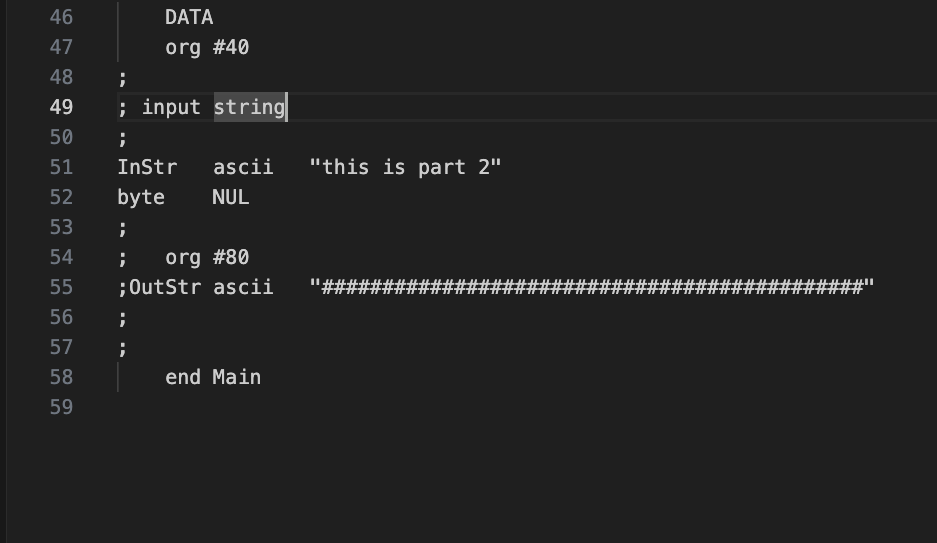 46 DATA
47 org #40
48 ;
49 ; input string
50 ;
51 InStr ascii "this is part 2"
52 byte NUL
53 ;
54 ; org #80
55 ;OutStr ascii "#############################################"
56 ;
57 ;
58 end Main
59